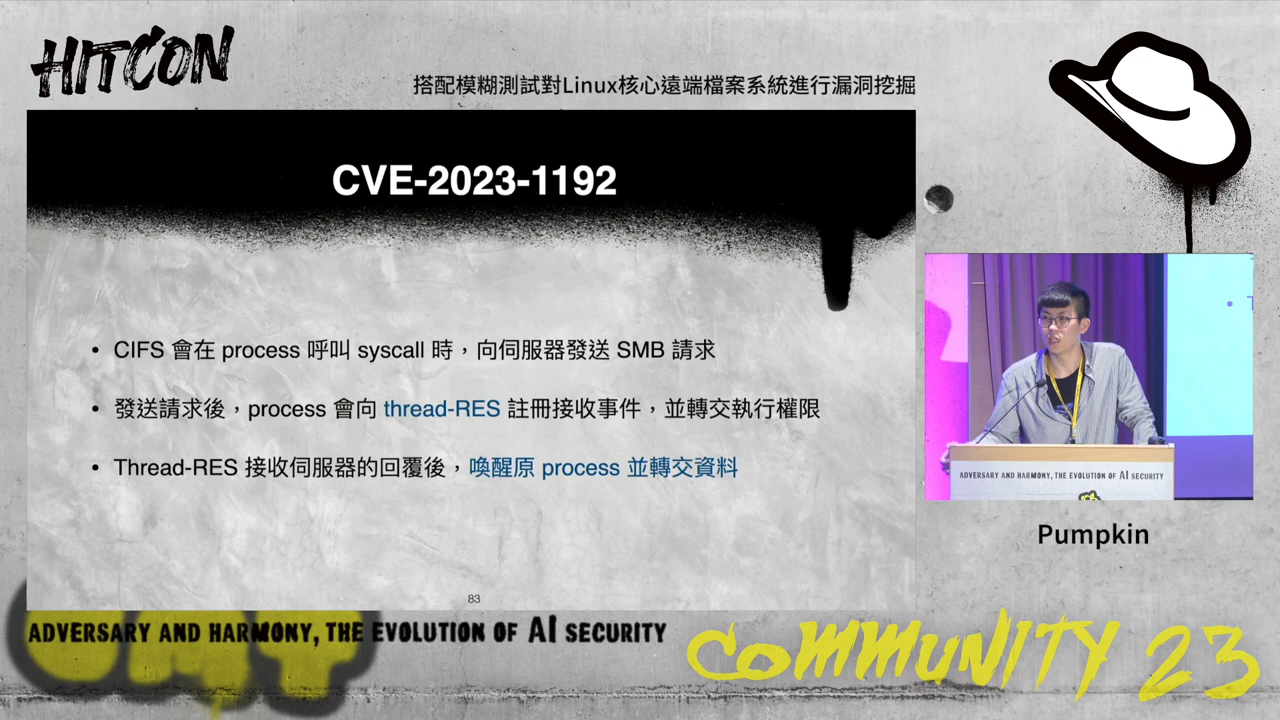 HITCON
搭配模糊測試對Linux核心遠端檔案系統進行漏洞挖掘
CVE-2023-1192
• CIFS 會在 process 呼叫 syscall 時，向伺服器發送 SMB 請求
• 發送請求後，process 會向 thread-RES 註冊接收事件，並轉交執行權限
• Thread-RES 接收伺服器的回覆後，喚醒原 process 並轉交資料
83
ADVERSARY AND HARMONY, THE EVOLUTION OF AI SECURITY
Pumpkin
ADVERSARY AND HARMONY, THE EVOLUTION OF AI SECURITY
COMMUNITY 23